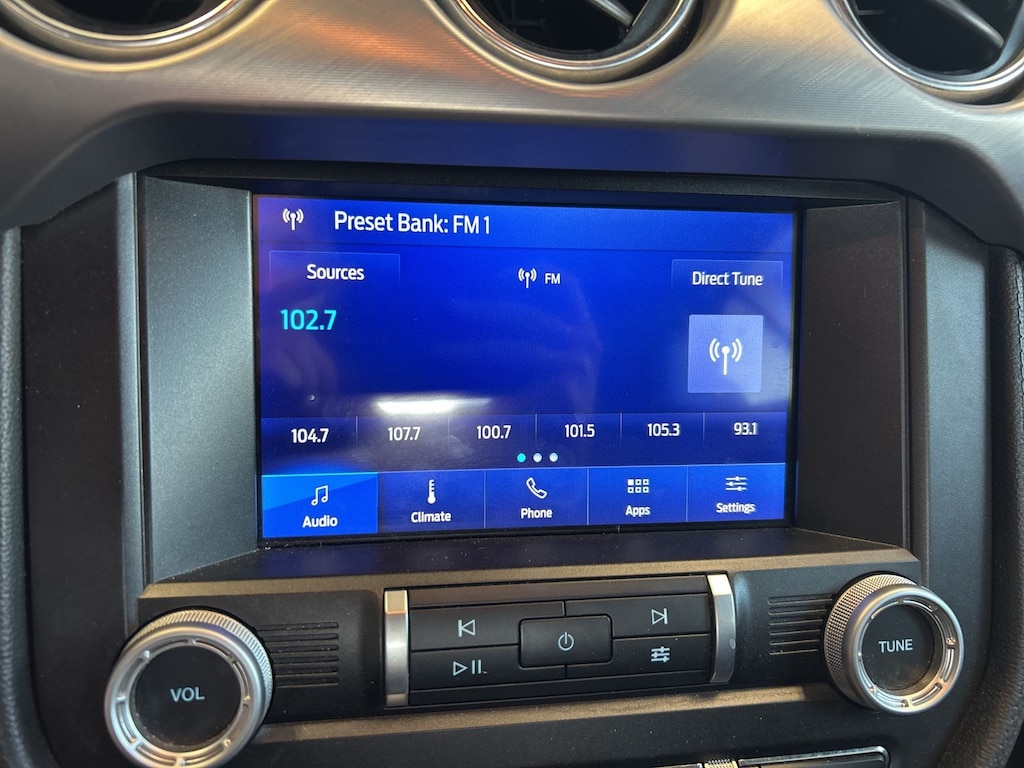 Preset Bank: FM 1
Sources
FM
Direct Tune
102.7
104.7 107.7 100.7 101.5 105.3 93.1
Audio Climate Phone Apps Settings
VOL
TUNE